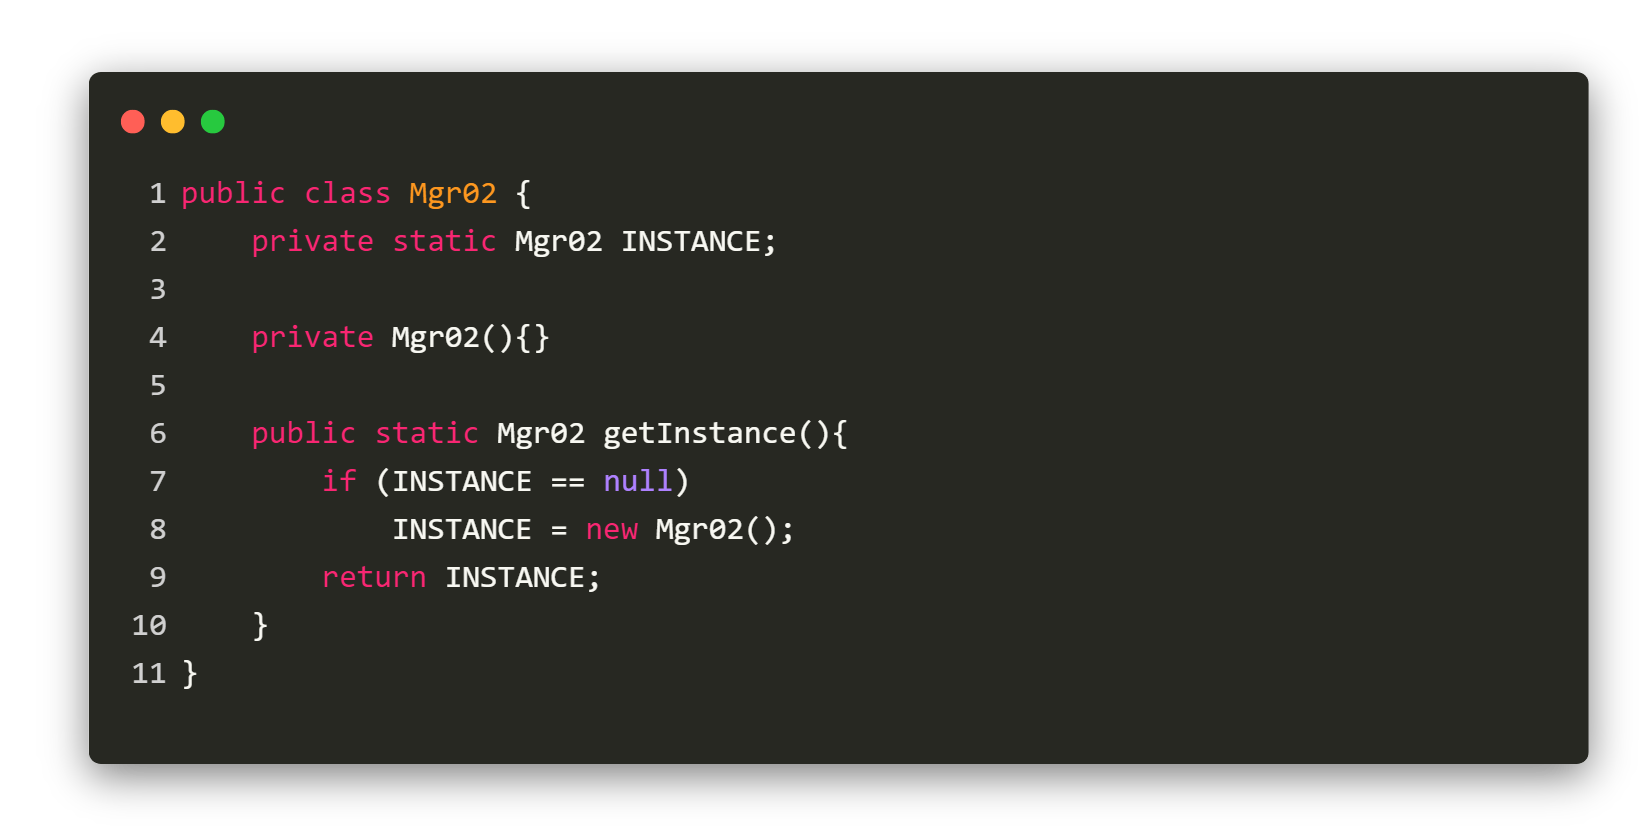 1 public class Mgr02 {
2     private static Mgr02 INSTANCE;
3
4     private Mgr02(){}
5
6     public static Mgr02 getInstance(){
7         if (INSTANCE == null)
8             INSTANCE = new Mgr02();
9         return INSTANCE;
10     }
11 }